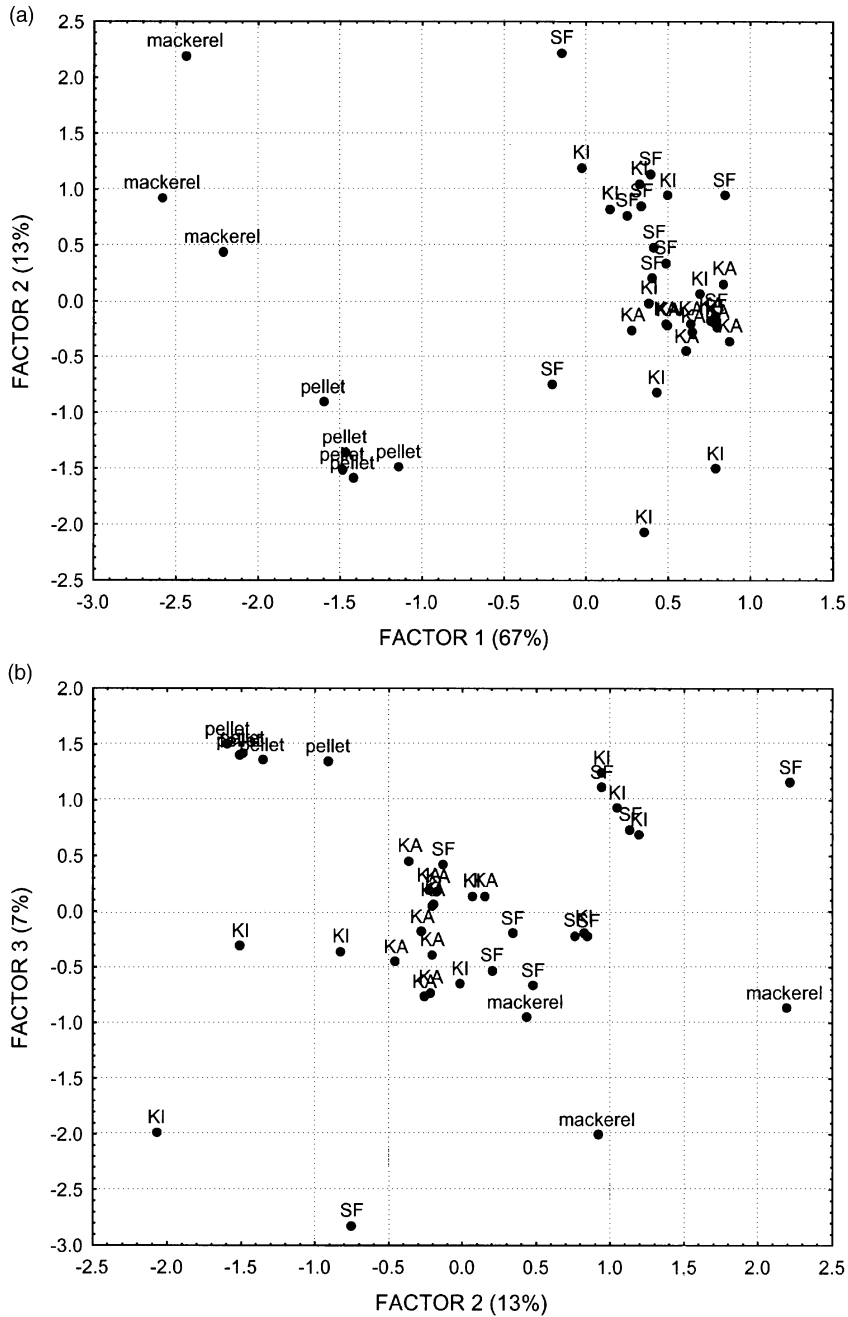 (a)
2.5
mackerel
SF
2.0
1.5
KI
SF
KI
mackerel
KI
SF
1.0
KI
SF
SF
mackerel
SF
0.5
SF
SF
KI
KA
KI
0.0
SF
KA
KA
KA
KA
KA
KA
-0.5
SF
KI
pellet
-1.0
pellet
pellet
pellet
pellet
-1.5
KI
KI
-2.0
-2.5
-3.0 -2.5 -2.0 -1.5 -1.0 -0.5 0.0 0.5 1.0 1.5
FACTOR 2 (13%)
FACTOR 1 (67%)
(b)
2.0
pellet
pellet
pellet
1.5
KI
SF
SF
KI
1.0
SF
KI
KA
SF
0.5
KA
KA
KA
KA
0.0
SF
KI
SF
KI
KI
KA
KA
KA
SF
SF
-0.5
KA
KA
KI
mackerel
mackerel
-1.0
-1.5
KI
mackerel
-2.0
-2.5
SF
-3.0
-2.5 -2.0 -1.5 -1.0 -0.5 0.0 0.5 1.0 1.5 2.0 2.5
FACTOR 3 (7%)
FACTOR 2 (13%)